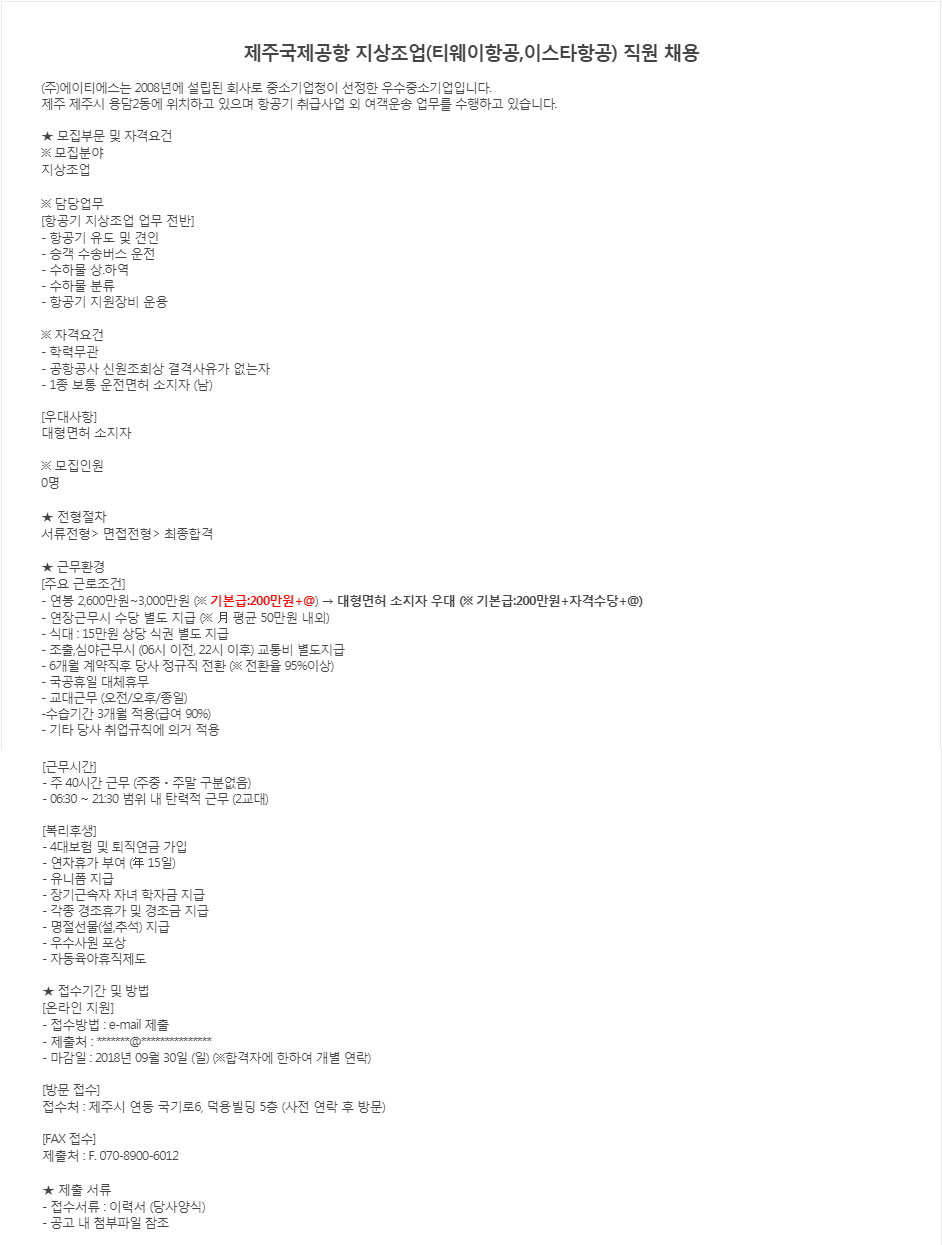 제주국제공항 지상조업(티웨이항공,이스타항공) 직원 채용
(주)에이티에스는 2008년에 설립된 회사로 중소기업청이 선정한 우수중소기업입니다.
제주 제주시 용담2동에 위치하고 있으며 항공기 취급사업 외 여객운송 업무를 수행하고 있습니다.
★ 모집부문 및 자격요건
※ 모집분야
지상조업
※ 담당업무
[항공기 지상조업 업무 전반]
- 항공기 유도 및 견인
- 승객 수송버스 운전
- 수하물 상.하역
- 수하물 분류
- 항공기 지원장비 운용
※ 자격요건
- 학력무관
- 공항공사 신원조회상 결격사유가 없는자
- 1종 보통 운전면허 소지자 (남)
[우대사항]
대형면허 소지자
※ 모집인원
0명
★ 전형절차
서류전형> 면접전형> 최종합격
★ 근무환경
[주요 근로조건]
- 연봉 2,600만원~3,000만원 (※ 기본급:200만원+@) → 대형면허 소지자 우대 (※ 기본급:200만원+자격수당+@)
- 연장근무시 수당 별도 지급 (※ 月 평균 50만원 내외)
- 식대 : 15만원 상당 식권 별도 지급
- 조출,심야근무시 (06시 이전, 22시 이후) 교통비 별도지급
- 6개월 계약직후 당사 정규직 전환 (※ 전환율 95%이상)
- 국공휴일 대체휴무
- 교대근무 (오전/오후/종일)
-수습기간 3개월 적용(급여 90%)
- 기타 당사 취업규칙에 의거 적용
[근무시간]
- 주 40시간 근무 (주중・주말 구분없음)
- 06:30 ~ 21:30 범위 내 탄력적 근무 (2교대)
[복리후생]
- 4대보험 및 퇴직연금 가입
- 연차휴가 부여 (年 15일)
- 유니폼 지급
- 장기근속자 자녀 학자금 지급
- 각종 경조휴가 및 경조금 지급
- 명절선물(설,추석) 지급
- 우수사원 포상
- 자동육아휴직제도
★ 접수기간 및 방법
[온라인 지원]
- 접수방법 : e-mail 제출
- 제출처 : *******@***************
- 마감일 : 2018년 09월 30일 (일) (※합격자에 한하여 개별 연락)
[방문 접수]
접수처 : 제주시 연동 국기로6, 덕용빌딩 5층 (사전 연락 후 방문)
[FAX 접수]
제출처 : F. 070-8900-6012
★ 제출 서류
- 접수서류 : 이력서 (당사양식)
- 공고 내 첨부파일 참조